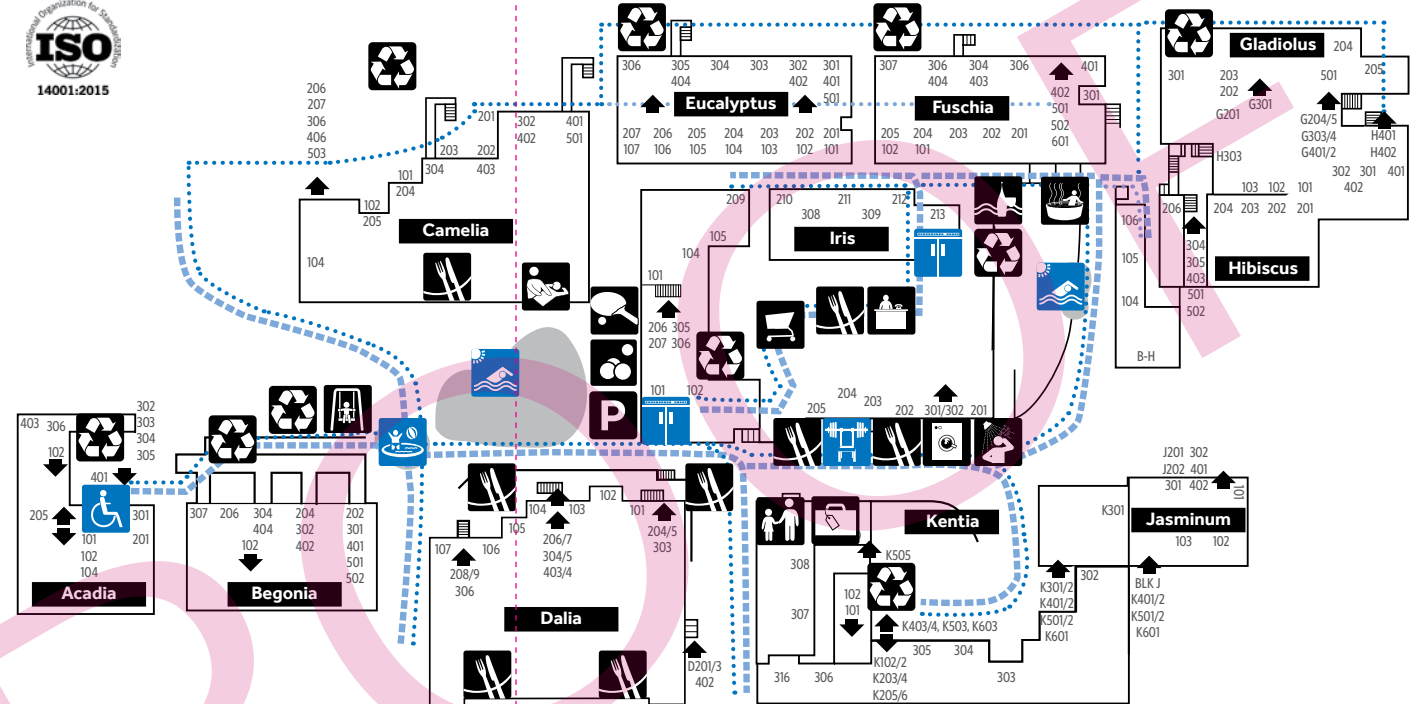 International Organization for Standardization
ISO
14001:2015
206
207
306
406
503
201
203 202
304 403
101
204
102
205
302 401
402 501
Camelia
104
306 305 304 303 302 301
404 402 401
501
Eucalyptus
207 206 205 204 203 202 201
107 106 105 104 103 102 101
307 306 304 306 401
404 403
402 301
501
502
601
Fuschia
205 204 203 202 201
102 101
Gladiolus 204
301 203 501 205
202
G301
G201
G204/5
G303/4
G401/2
H401
H402
H303
302 301 401
402
103 102 101
206 204 203 202 201
304
305
403
501
502
Hibiscus
106
105
104
B-H
209
105
104
101
206 305
207 306
101 102
210 211 212
308 309 213
Iris
P
204
205 203 202 301/302 201
403 306
302
303
304
305
102
401
205
101
102
104
301
201
Acadia
307 206 304 204 202
404 302 301
402 401
501
502
102
Begonia
107 106 105 104 103 102 101
208/9
306
206/7
304/5
403/4
204/5
303
Dalia
D201/3
402
Kentia
K505
308
307
102
101
K403/4, K503, K603
K102/2
K203/4
K205/6
316 306 305 304 303
J201 302
J202 401
301 402
101
K301
Jasminum
103 102
302
K301/2
K401/2
K501/2
K601
BLK J
K401/2
K501/2
K601